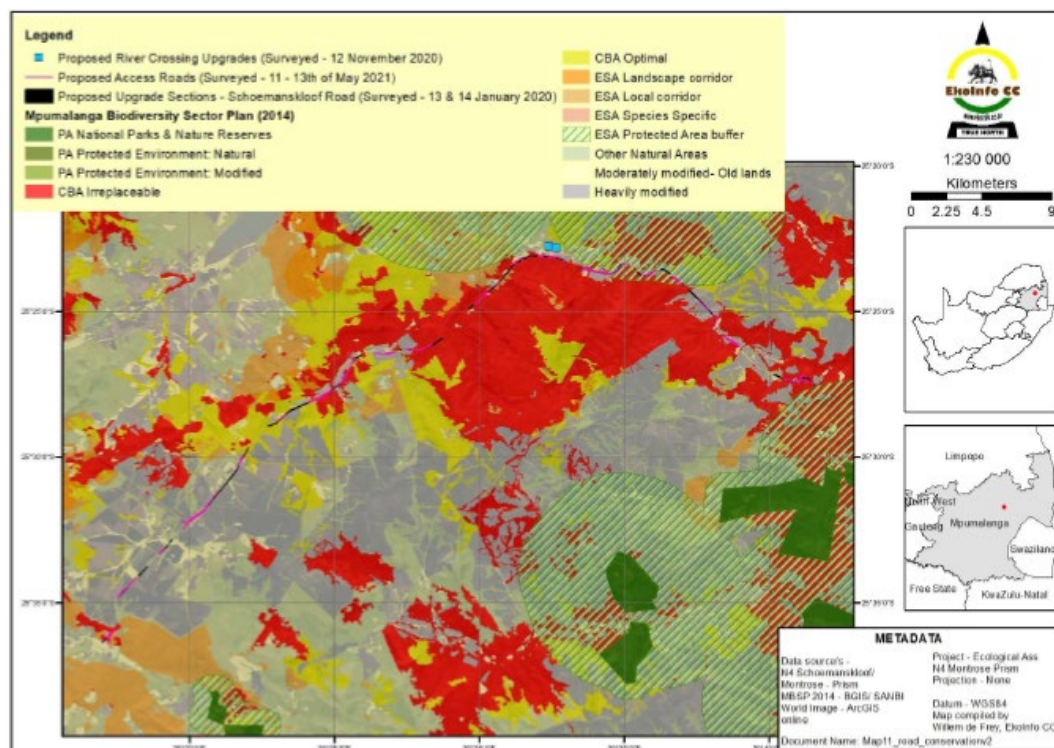 Legend
Proposed River Crossing Upgrades (Surveyed - 12 November 2020)
Proposed Access Roads (Surveyed - 11 - 13th of May 2021)
Proposed Upgrade Sections - Schoemanskloof Road (Surveyed - 13 & 14 January 2020)
Mpumalanga Biodiversity Sector Plan (2014)
PA National Parks & Nature Reserves
PA Protected Environment: Natural
PA Protected Environment: Modified
CBA Irreplaceable
CBA Optimal
ESA Landscape corridor
ESA Local corridor
ESA Species Specific
ESA Protected Area buffer
Other Natural Areas
Moderately modified- Old lands
Heavily modified
EkoInfo CC
TRUE NORTH
1:230 000
Kilometers
0 2.25 4.5 9
Limpopo
North-West
Gauteng
Mpumalanga
Swaziland
Free State
KwaZulu-Natal
METADATA
Data source's -
N4 Schoemanskloof/
Montrose - Prism
MBSP 2014 - BGIS/ SANBI
World Image - ArcGIS
online
Project - Ecological Ass
N4 Montrose Prism
Projection - None
Datum - WGS84
Map compiled by
Willem de Frey, EkoInfo CC
Document Name: Map11_road_conservationv2